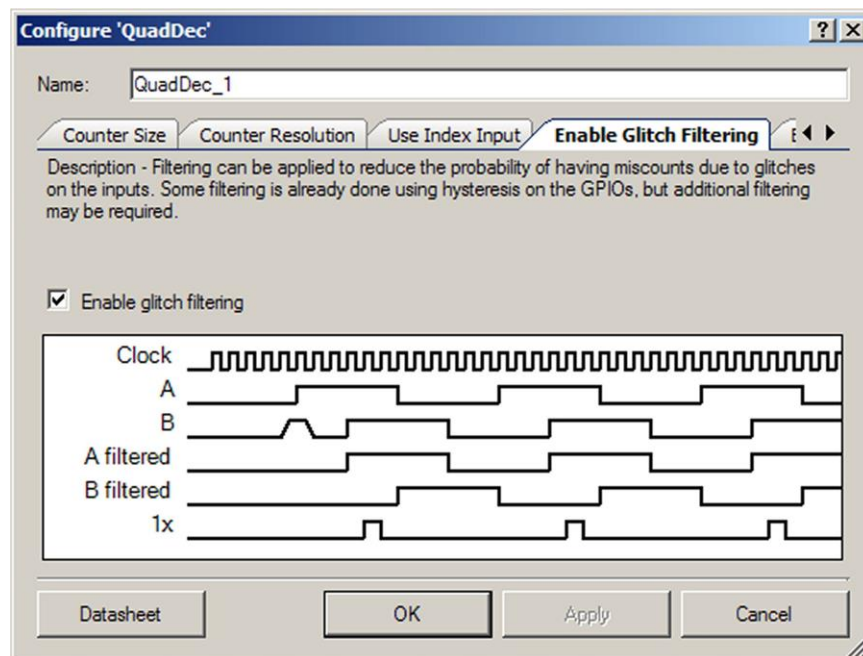 Configure 'QuadDec'
Name: QuadDec_1
Counter Size Counter Resolution Use Index Input Enable Glitch Filtering
Description - Filtering can be applied to reduce the probability of having miscounts due to glitches
on the inputs. Some filtering is already done using hysteresis on the GPIOs, but additional filtering
may be required.
Enable glitch filtering
Clock
A
B
A filtered
B filtered
1x
Datasheet OK Apply Cancel